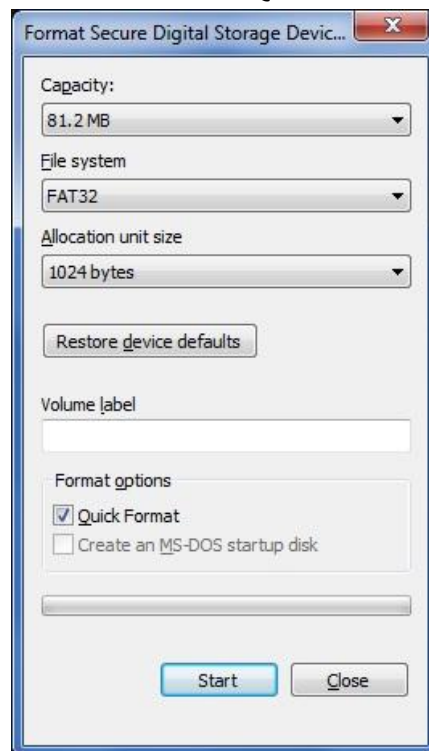 Format Secure Digital Storage Devic...
Capacity:
81.2 MB
File system
FAT32
Allocation unit size
1024 bytes
Restore device defaults
Volume label
Format options
Quick Format
Create an MS-DOS startup disk
Start Close